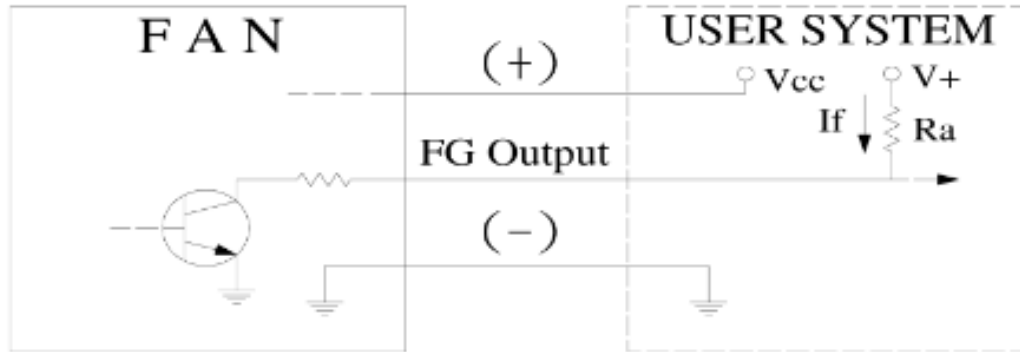 F A N
USER SYSTEM
(+)
Vcc
V+
If
Ra
FG Output
(-)